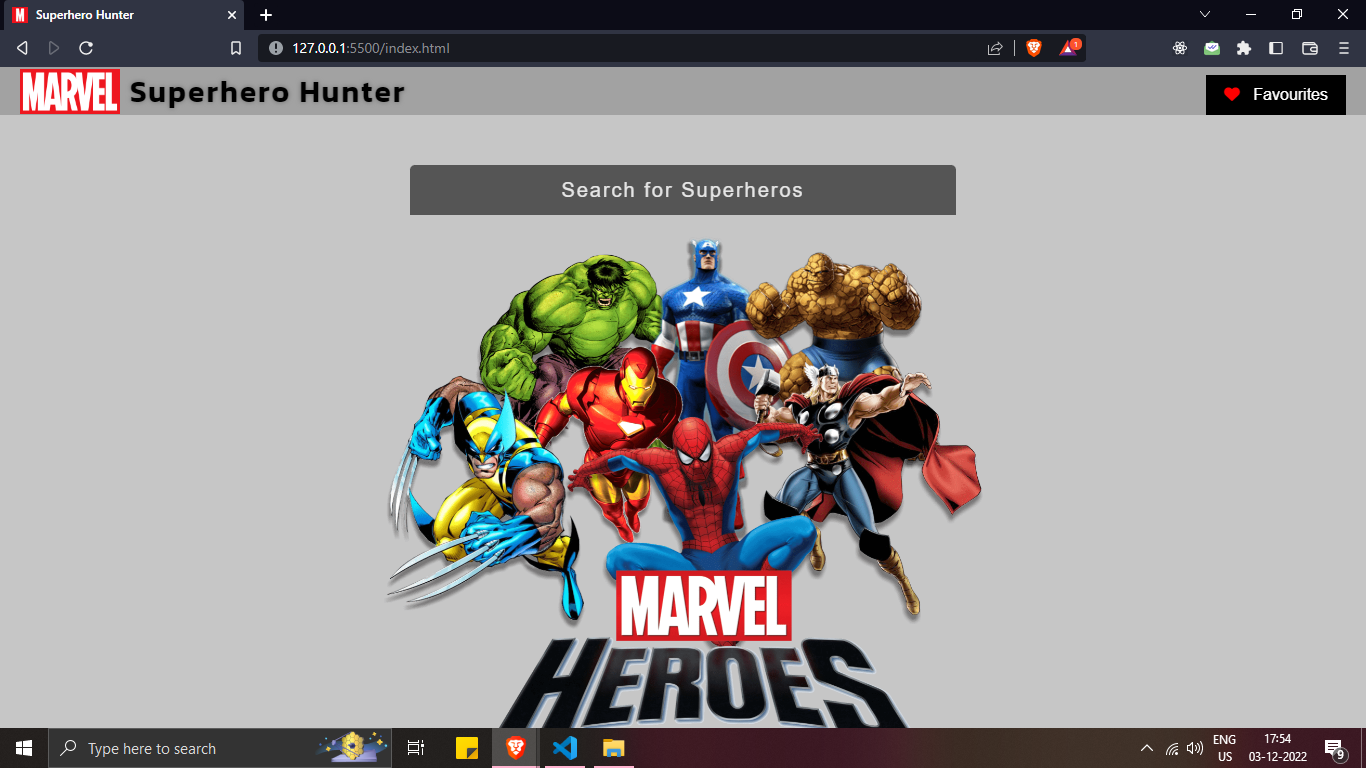 Superhero Hunter
127.0.0.1:5500/index.html
1
MARVEL Superhero Hunter
Favourites
Search for Superheros
MARVEL
HEROES
Type here to search
ENG
US
17:54
03-12-2022
9